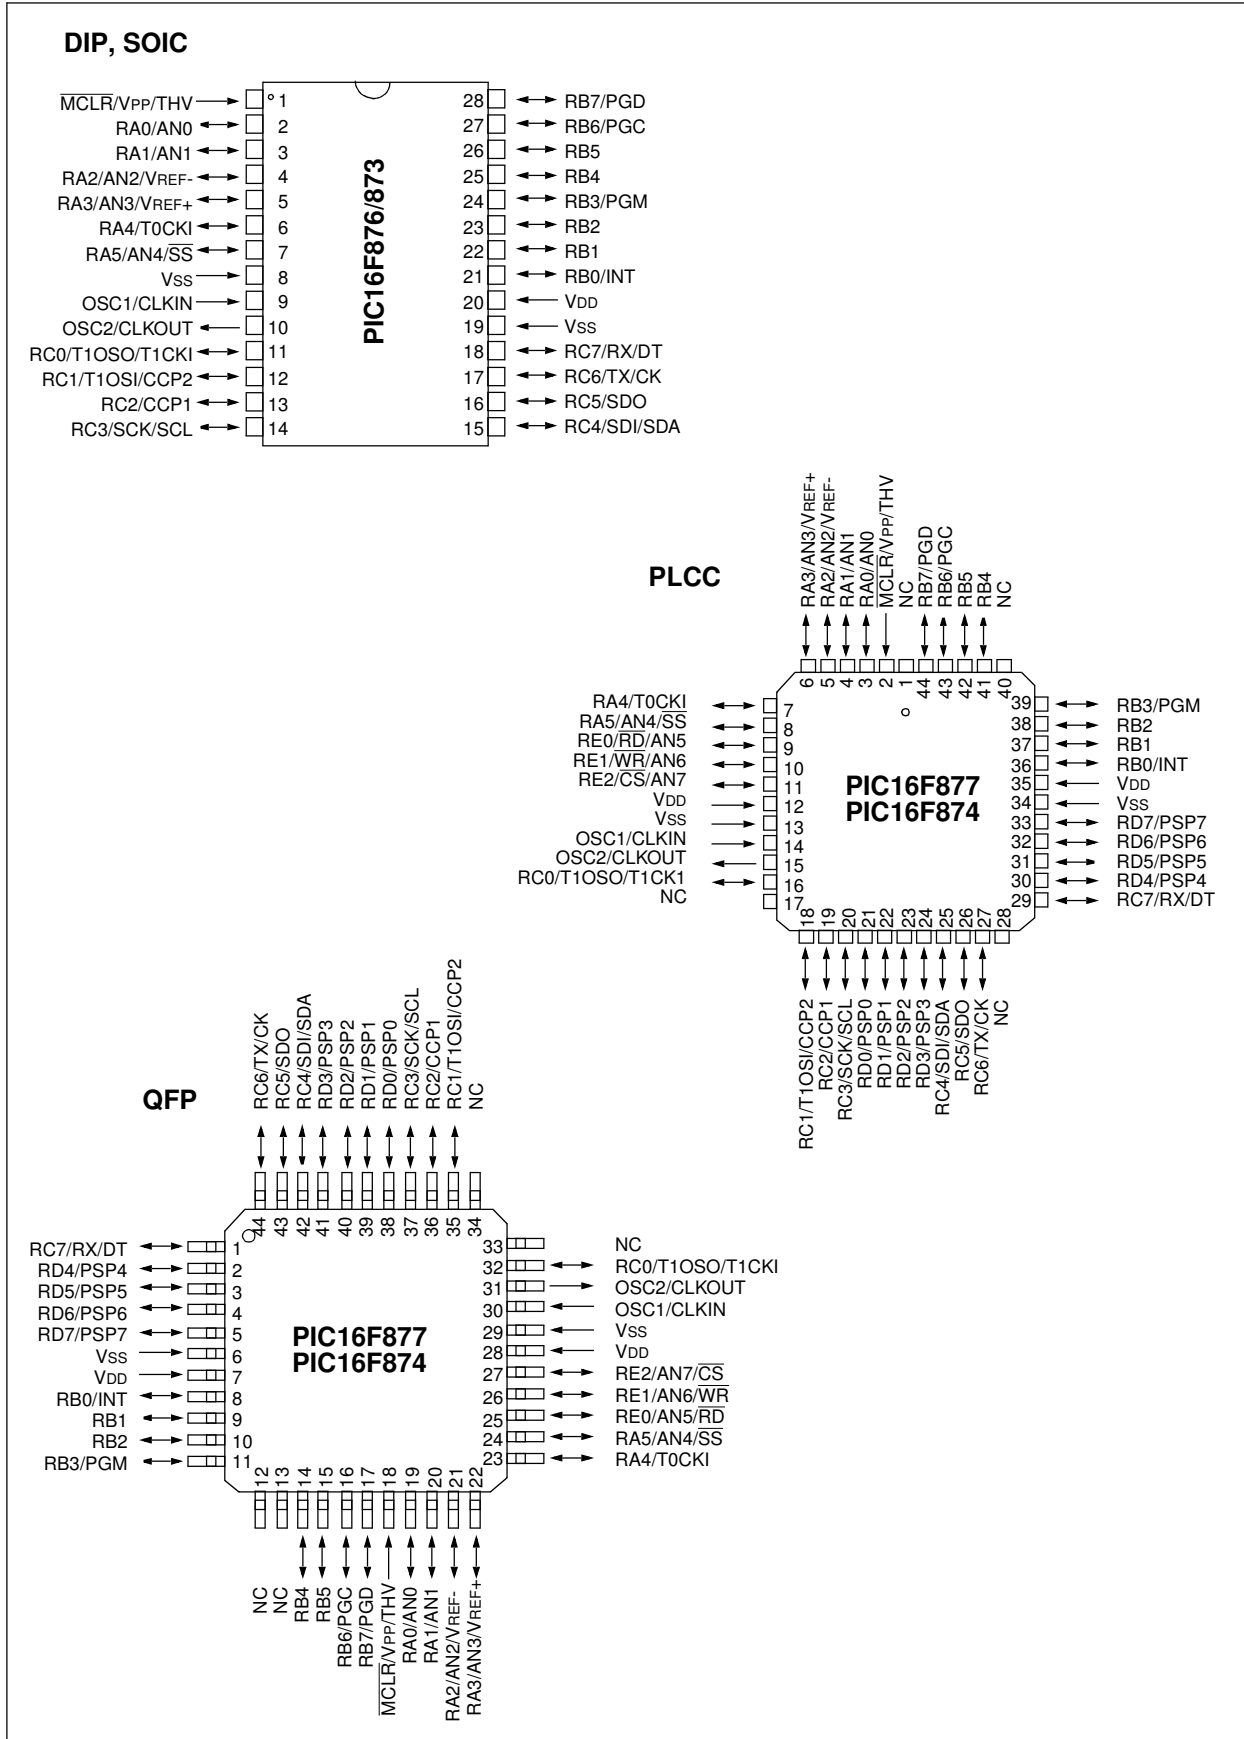 DIP, SOIC
MCLR/VPP/THV 1
RA0/AN0 2
RA1/AN1 3
RA2/AN2/VREF- 4
RA3/AN3/VREF+ 5
RA4/T0CKI 6
RA5/AN4/SS 7
VSS 8
OSC1/CLKIN 9
OSC2/CLKOUT 10
RC0/T1OSO/T1CKI 11
RC1/T1OSI/CCP2 12
RC2/CCP1 13
RC3/SCK/SCL 14
PIC16F876/873
28 RB7/PGD
27 RB6/PGC
26 RB5
25 RB4
24 RB3/PGM
23 RB2
22 RB1
21 RB0/INT
20 VDD
19 VSS
18 RC7/RX/DT
17 RC6/TX/CK
16 RC5/SDO
15 RC4/SDI/SDA
PLCC
RA3/AN3/VREF+ 6
RA2/AN2/VREF- 5
RA1/AN1 4
RA0/AN0 3
MCLR/VPP/THV 2
NC 1
RB7/PGD 44
RB6/PGC 43
RB5 42
RB4 41
NC 40
RA4/T0CKI 7
RA5/AN4/SS 8
RE0/RD/AN5 9
RE1/WR/AN6 10
RE2/CS/AN7 11
VDD 12
VSS 13
OSC1/CLKIN 14
OSC2/CLKOUT 15
RC0/T1OSO/T1CK1 16
NC 17
PIC16F877
PIC16F874
39 RB3/PGM
38 RB2
37 RB1
36 RB0/INT
35 VDD
34 VSS
33 RD7/PSP7
32 RD6/PSP6
31 RD5/PSP5
30 RD4/PSP4
29 RC7/RX/DT
18 RC1/T1OSI/CCP2
19 RC2/CCP1
20 RC3/SCK/SCL
21 RD0/PSP0
22 RD1/PSP1
23 RD2/PSP2
24 RD3/PSP3
25 RC4/SDI/SDA
26 RC5/SDO
27 RC6/TX/CK
28 NC
QFP
RC6/TX/CK 44
RC5/SDO 43
RC4/SDI/SDA 42
RD3/PSP3 41
RD2/PSP2 40
RD1/PSP1 39
RD0/PSP0 38
RC3/SCK/SCL 37
RC2/CCP1 36
RC1/T1OSI/CCP2 35
NC 34
RC7/RX/DT 1
RD4/PSP4 2
RD5/PSP5 3
RD6/PSP6 4
RD7/PSP7 5
VSS 6
VDD 7
RB0/INT 8
RB1 9
RB2 10
RB3/PGM 11
PIC16F877
PIC16F874
33 NC
32 RC0/T1OSO/T1CKI
31 OSC2/CLKOUT
30 OSC1/CLKIN
29 VSS
28 VDD
27 RE2/AN7/CS
26 RE1/AN6/WR
25 RE0/AN5/RD
24 RA5/AN4/SS
23 RA4/T0CKI
12 NC
13 NC
14 RB4
15 RB5
16 RB6/PGC
17 RB7/PGD
18 MCLR/VPP/THV
19 RA0/AN0
20 RA1/AN1
21 RA2/AN2/VREF-
22 RA3/AN3/VREF+